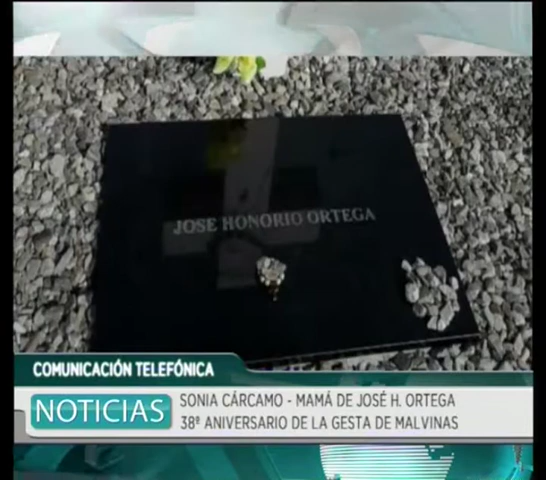 JOSE HONORIO ORTEGA
COMUNICACIÓN TELEFÓNICA
NOTICIAS
SONIA CÁRCAMO - MAMÁ DE JOSÉ H. ORTEGA
38º ANIVERSARIO DE LA GESTA DE MALVINAS